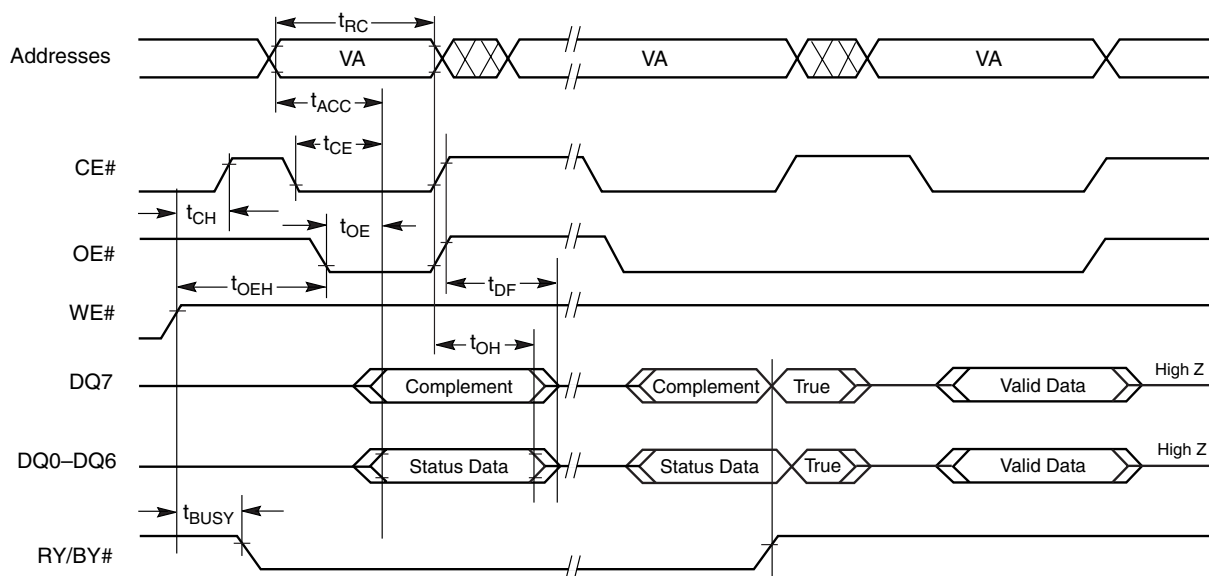 tRC
Addresses VA VA VA
tACC
tCE
CE#
tCH tOE
OE#
tOEH tDF
WE#
tOH
DQ7 Complement Complement True Valid Data High Z
DQ0–DQ6 Status Data Status Data True Valid Data High Z
tBUSY
RY/BY#